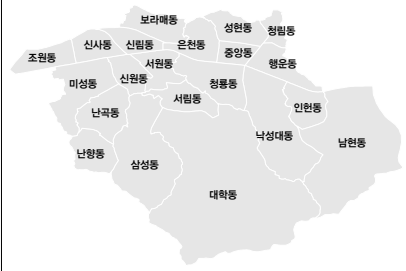 보라매동
성현동
청림동
신사동
신림동
은천동
중앙동
조원동
서원동
행운동
미성동
신원동
청룡동
서림동
인헌동
난곡동
낙성대동
남현동
난향동
삼성동
대학동